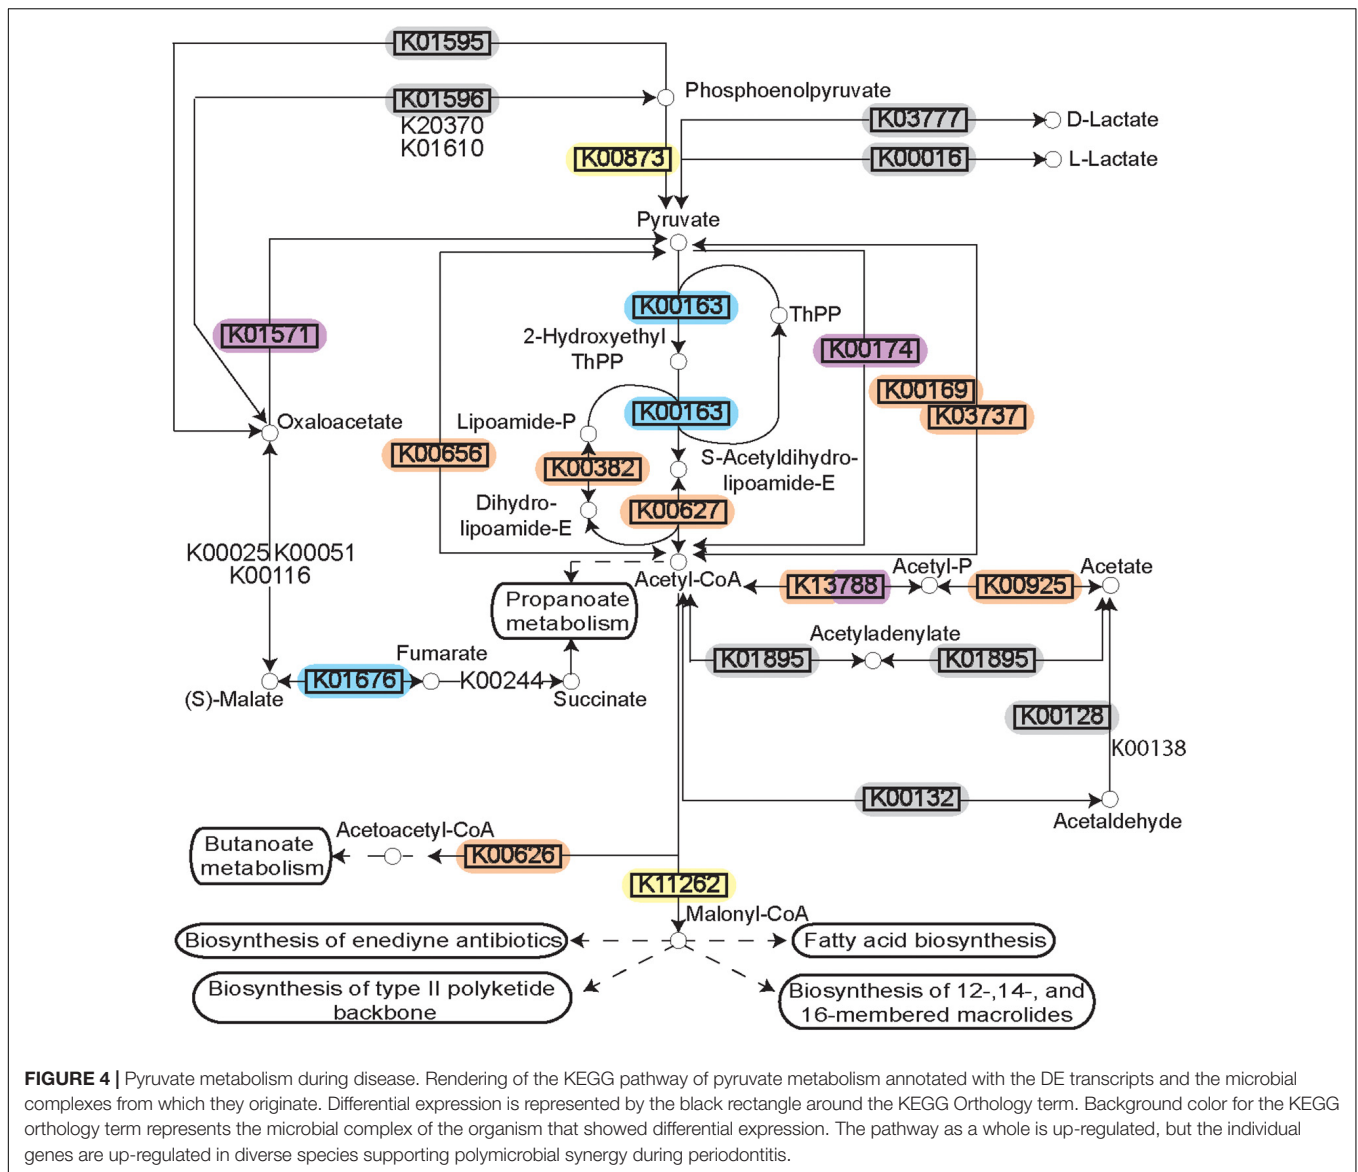 K01595
K01596
K20370
K01610
Phosphoenolpyruvate
K03777
D-Lactate
K00873
K00016
L-Lactate
Pyruvate
K00163
ThPP
K01571
2-Hydroxyethyl
ThPP
K00174
K00169
K03737
Oxaloacetate
Lipoamide-P
K00163
K00656
K00382
S-Acetyldihydro-
lipoamide-E
Dihydro-
lipoamide-E
K00627
K00025 K00051
K00116
Acetyl-CoA
K13788
Acetyl-P
K00925
Acetate
Propanoate
metabolism
Acetyladenylate
K01895
K01895
Fumarate
K01676
K00244
(S)-Malate
Succinate
K00128
K00138
K00132
Acetaldehyde
Acetoacetyl-CoA
Butanoate
metabolism
K00626
K11262
Malonyl-CoA
Biosynthesis of enediyne antibiotics
Fatty acid biosynthesis
Biosynthesis of type II polyketide
backbone
Biosynthesis of 12-,14-, and
16-membered macrolides
FIGURE 4 | Pyruvate metabolism during disease. Rendering of the KEGG pathway of pyruvate metabolism annotated with the DE transcripts and the microbial
complexes from which they originate. Differential expression is represented by the black rectangle around the KEGG Orthology term. Background color for the KEGG
orthology term represents the microbial complex of the organism that showed differential expression. The pathway as a whole is up-regulated, but the individual
genes are up-regulated in diverse species supporting polymicrobial synergy during periodontitis.